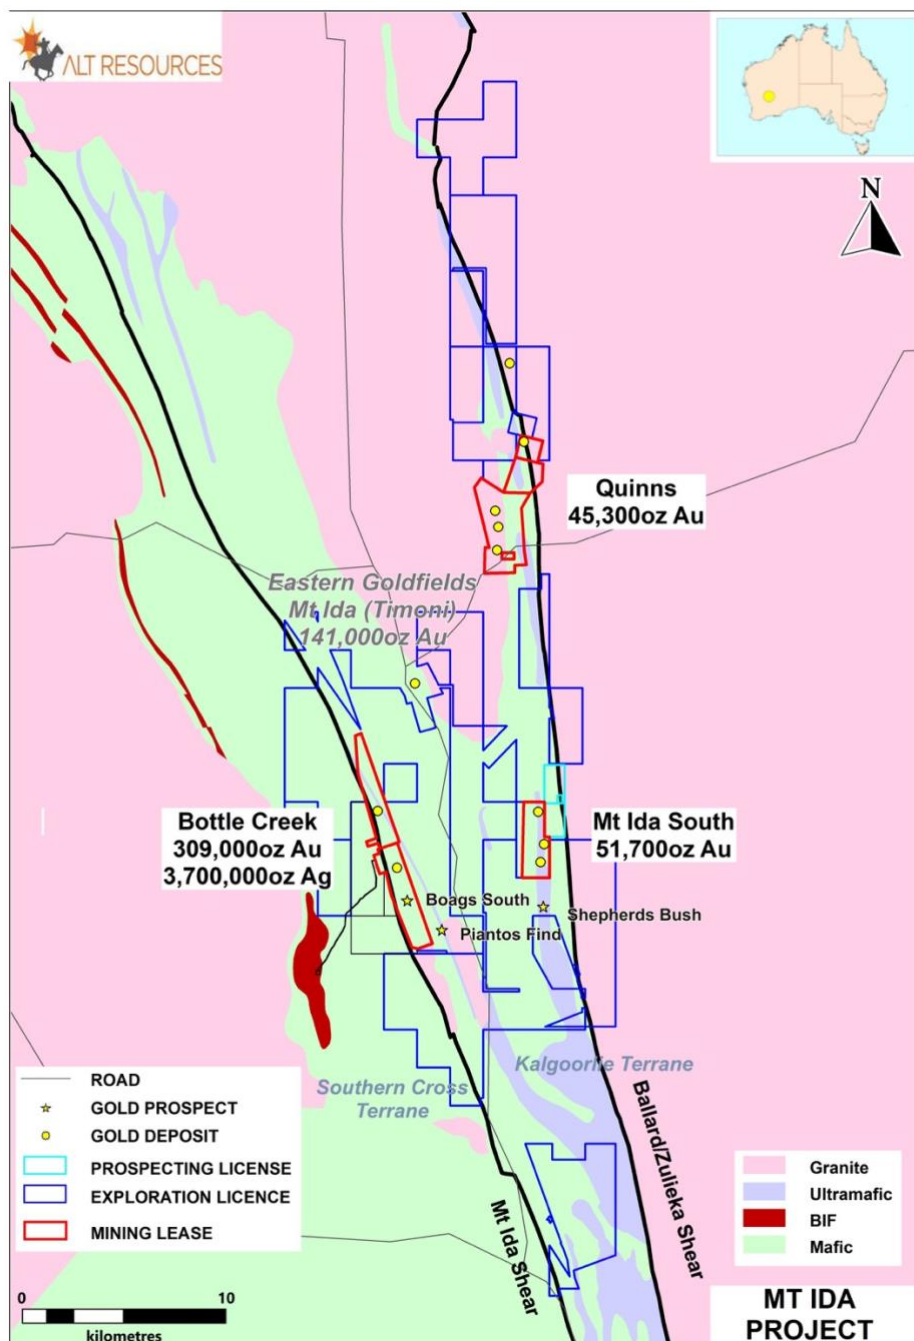 ALT RESOURCES
N
Quinns
45,300oz Au
Eastern Goldfields
Mt Ida (Timoni)
141,000oz Au
Bottle Creek
309,000oz Au
3,700,000oz Ag
Mt Ida South
51,700oz Au
Boags South
Shepherds Bush
Piantos Find
Kalgoorlie Terrane
Southern Cross
Terrane
Ballard/Zulieka Shear
Mt Ida Shear
ROAD
GOLD PROSPECT
GOLD DEPOSIT
PROSPECTING LICENSE
EXPLORATION LICENCE
MINING LEASE
0 10
kilometres
Granite
Ultramafic
BIF
Mafic
MT IDA
PROJECT